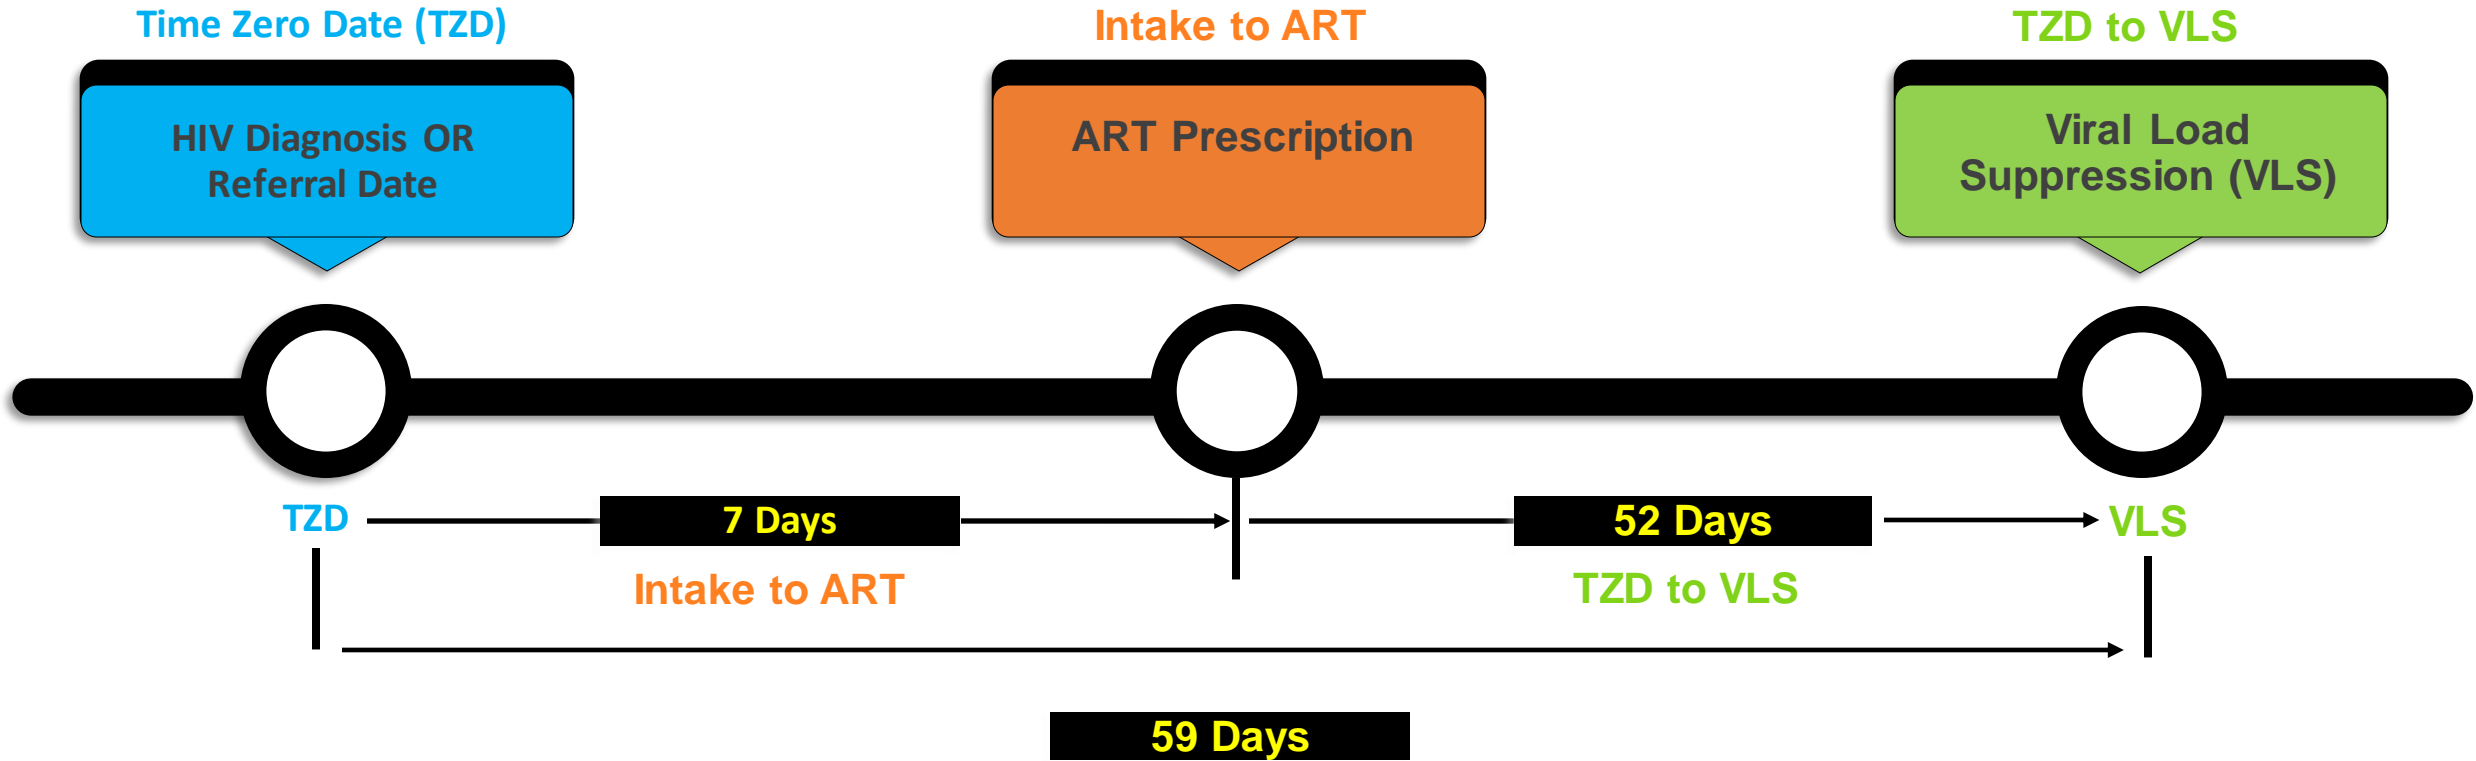 Time Zero Date (TZD)
Intake to ART
TZD to VLS
HIV Diagnosis OR
Referral Date
ART Prescription
Viral Load
Suppression (VLS)
TZD
7 Days
52 Days
VLS
Intake to ART
TZD to VLS
59 Days